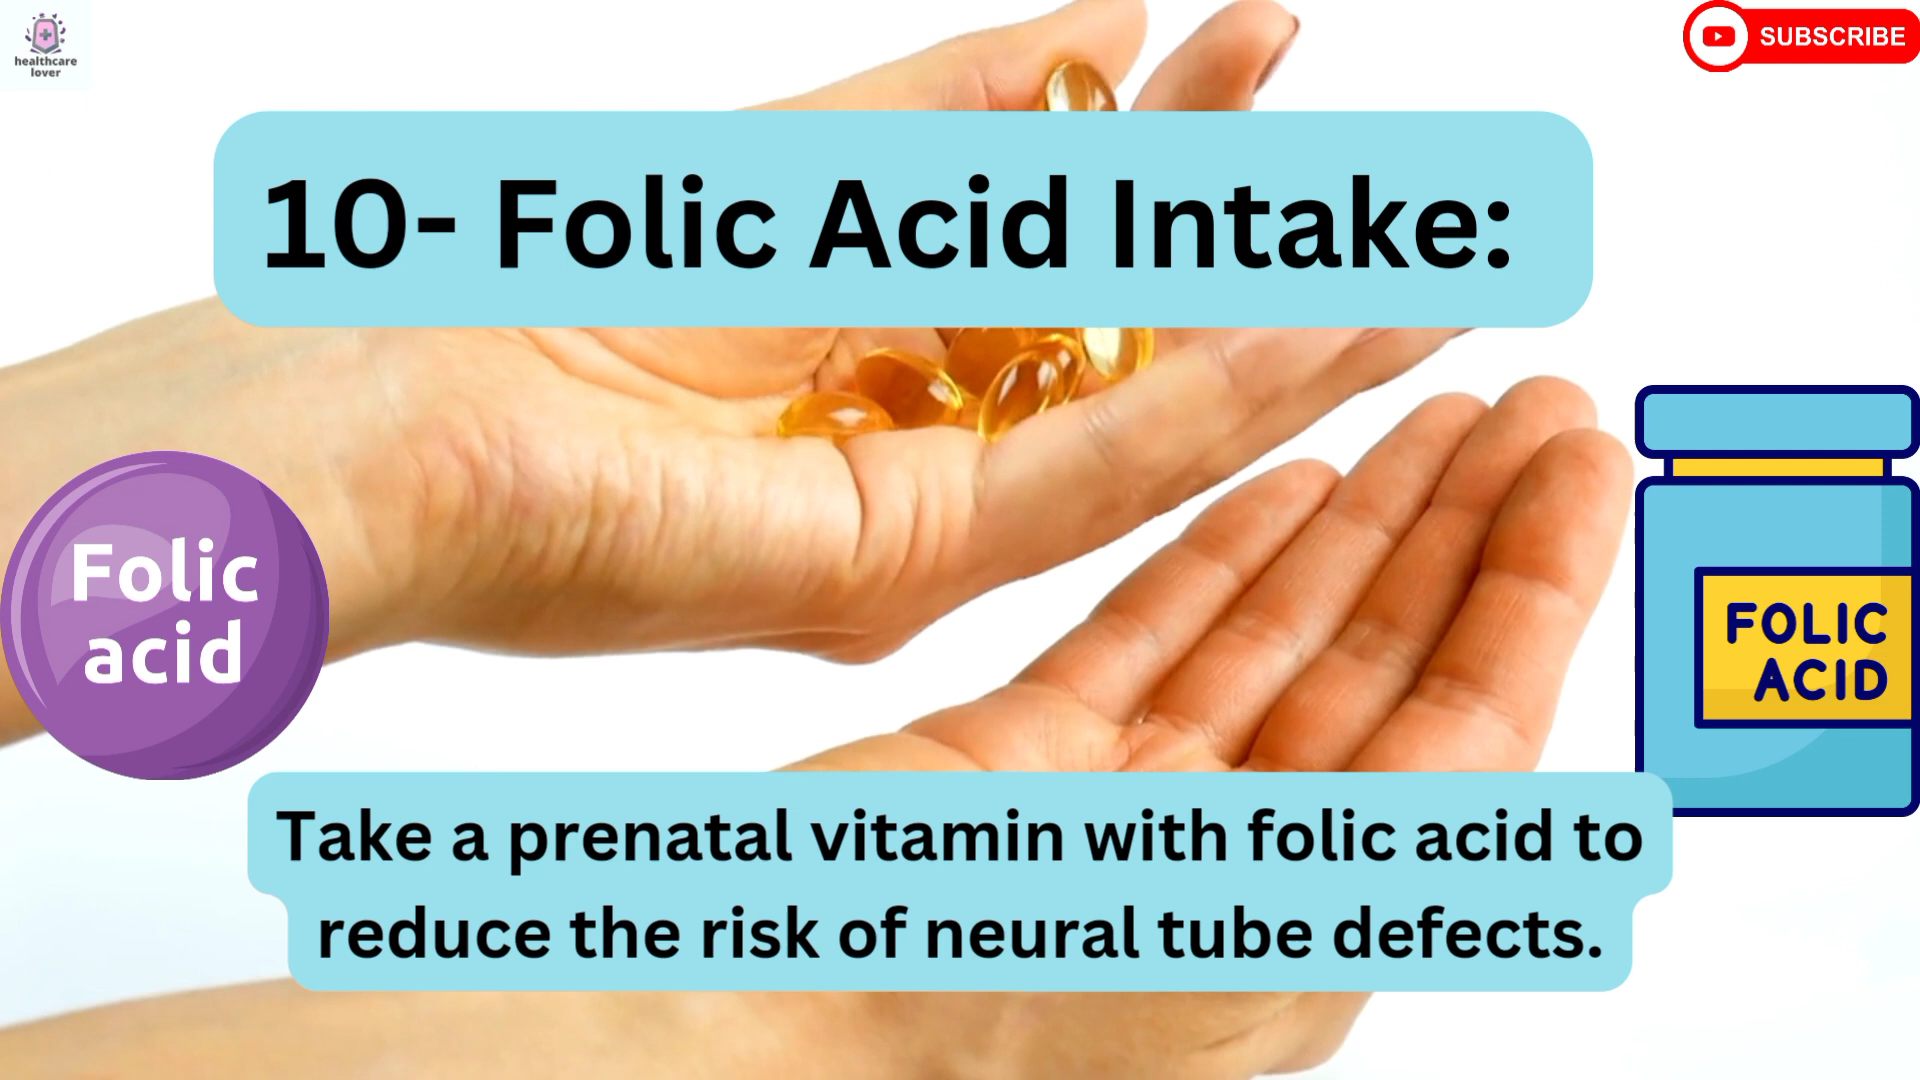 healthcare
lover
SUBSCRIBE
10- Folic Acid Intake:
Folic
acid
FOLIC
ACID
Take a prenatal vitamin with folic acid to
reduce the risk of neural tube defects.